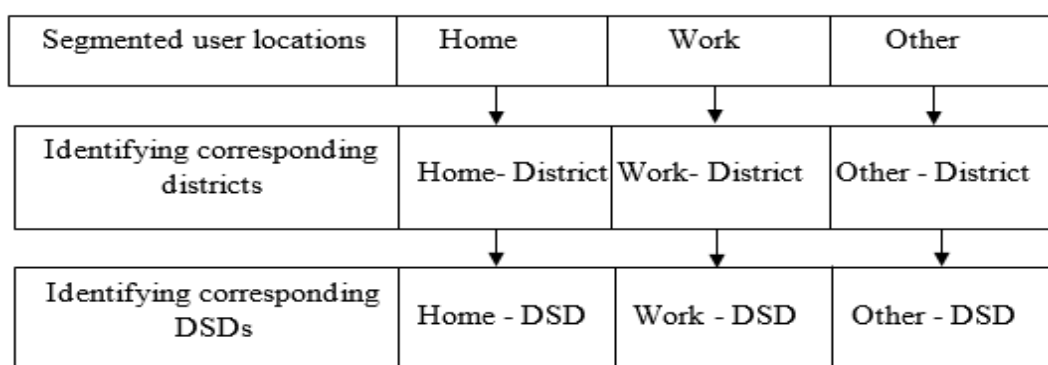 Segmented user locations
Home
Work
Other
Identifying corresponding
districts
Home- District
Work- District
Other - District
Identifying corresponding
DSDs
Home - DSD
Work - DSD
Other - DSD